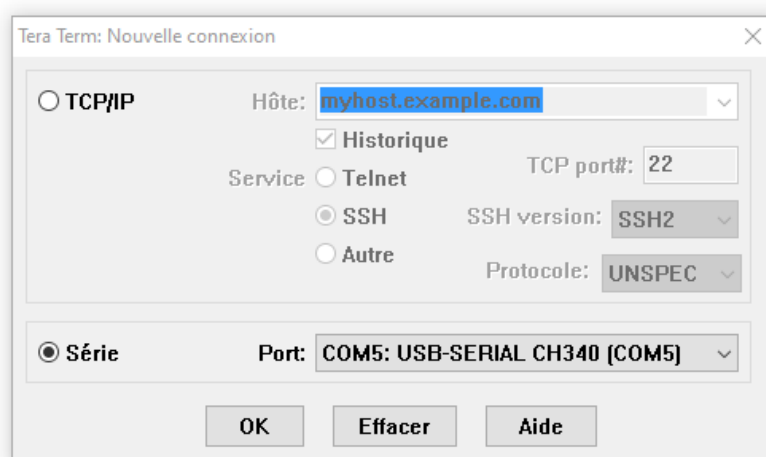 Tera Term: Nouvelle connexion
TCP/IP
Hôte: myhost.example.com
Historique
Service Telnet
TCP port#: 22
SSH
SSH version: SSH2
Autre
Protocole: UNSPEC
Série
Port: COM5: USB-SERIAL CH340 (COM5)
OK Effacer Aide